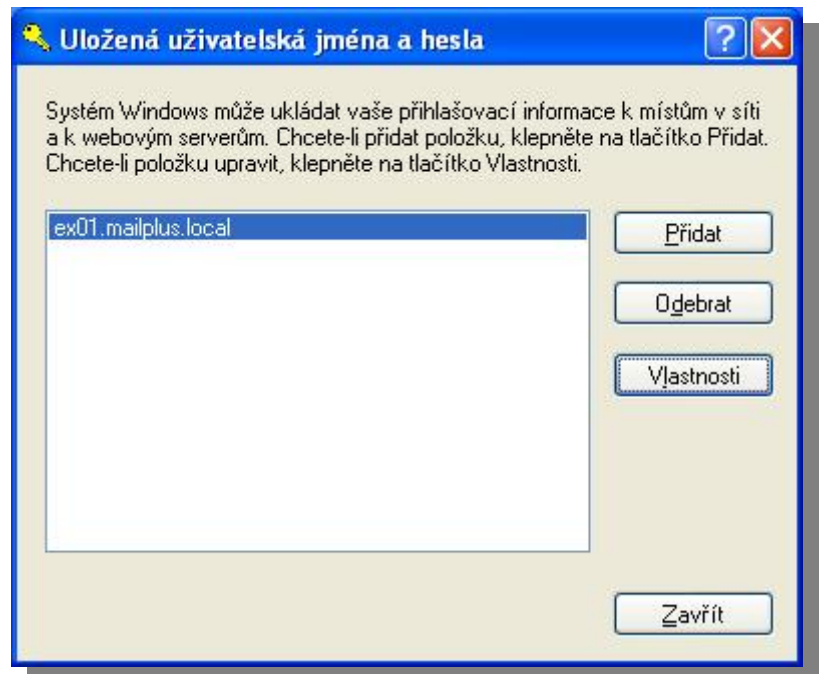 Uložená uživatelská jména a hesla
Systém Windows může ukládat vaše přihlašovací informace k místům v síti
a k webovým serverům. Chcete-li přidat položku, klepněte na tlačítko Přidat.
Chcete-li položku upravit, klepněte na tlačítko Vlastnosti.
ex01.mailplus.local
Přidat
Odebrat
Vlastnosti
Zavřít